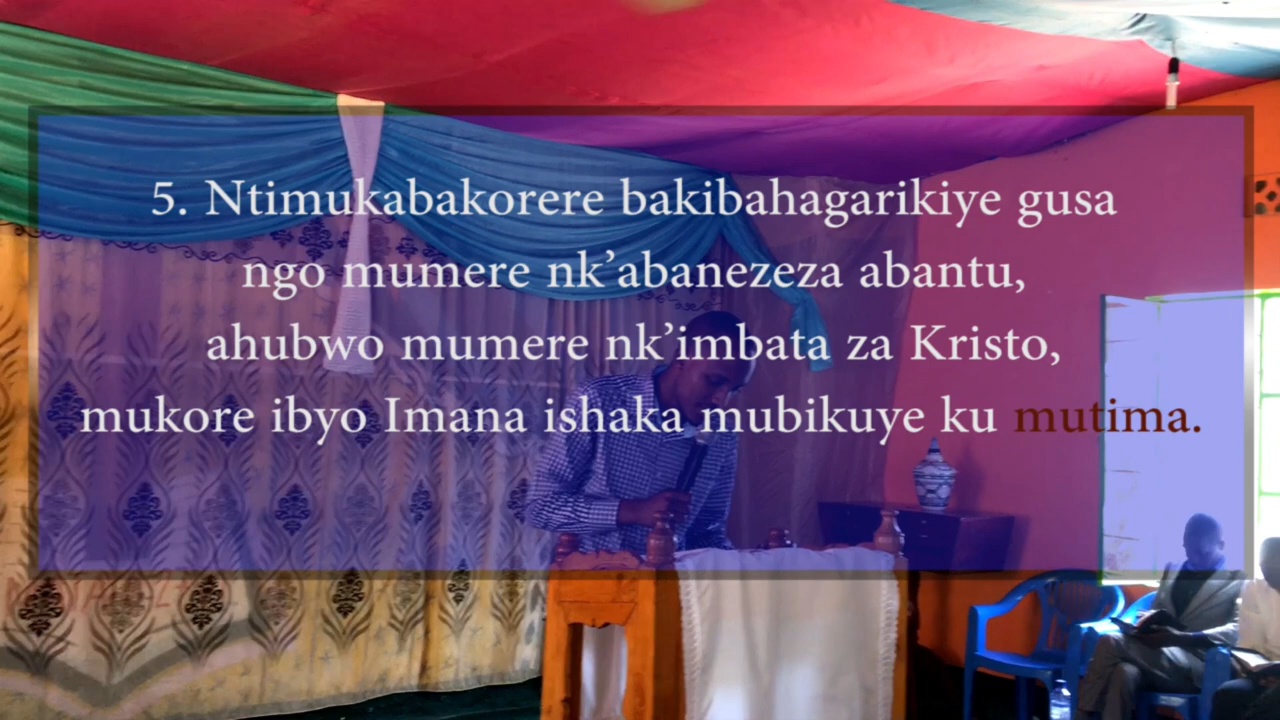 5. Ntimukabakorere bakibahagarikiye gusa
ngo mumere nk’abanezeza abantu,
ahubwo mumere nk’imbata za Kristo,
mukore ibyo Imana ishaka mubikuye ku mutima.